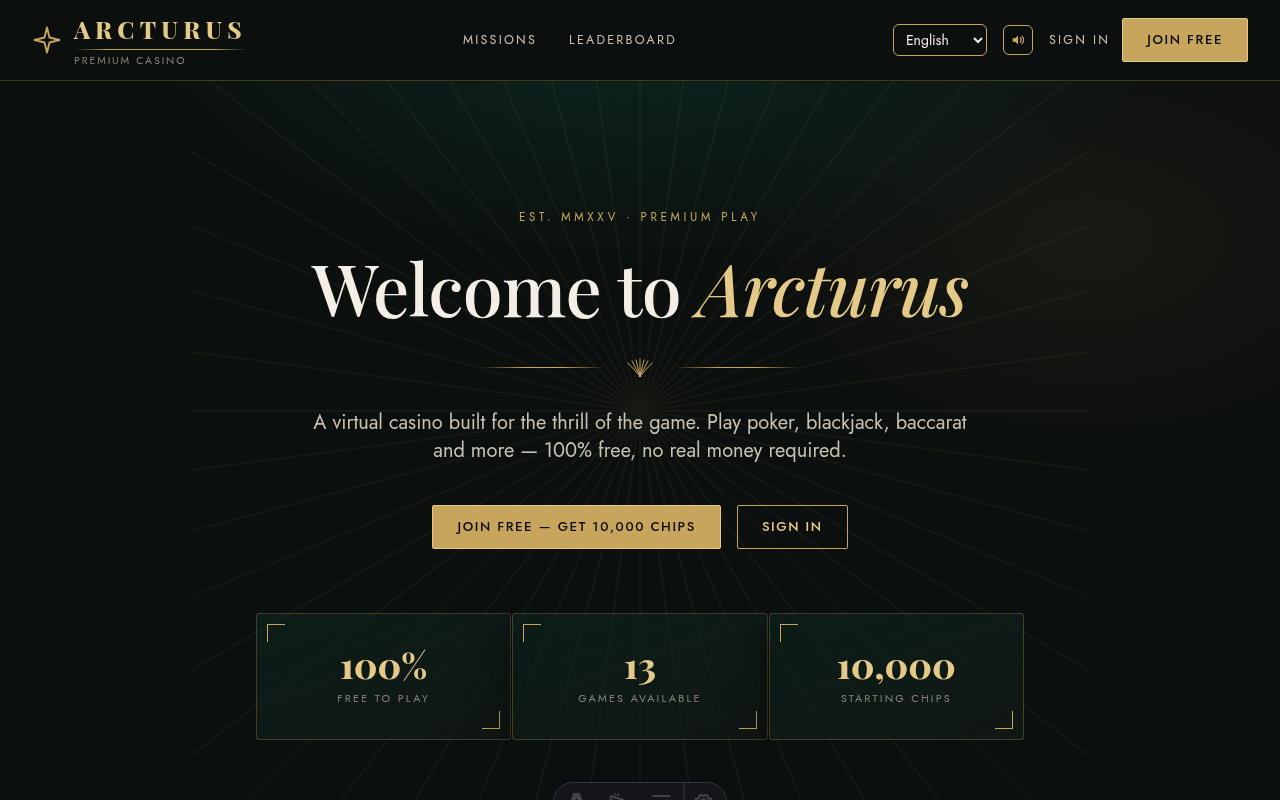 ARCTURUS
PREMIUM CASINO
MISSIONS
LEADERBOARD
English
SIGN IN
JOIN FREE
EST. MMXXV · PREMIUM PLAY
Welcome to Arcturus
A virtual casino built for the thrill of the game. Play poker, blackjack, baccarat
and more — 100% free, no real money required.
JOIN FREE — GET 10,000 CHIPS
SIGN IN
100%
FREE TO PLAY
13
GAMES AVAILABLE
10,000
STARTING CHIPS